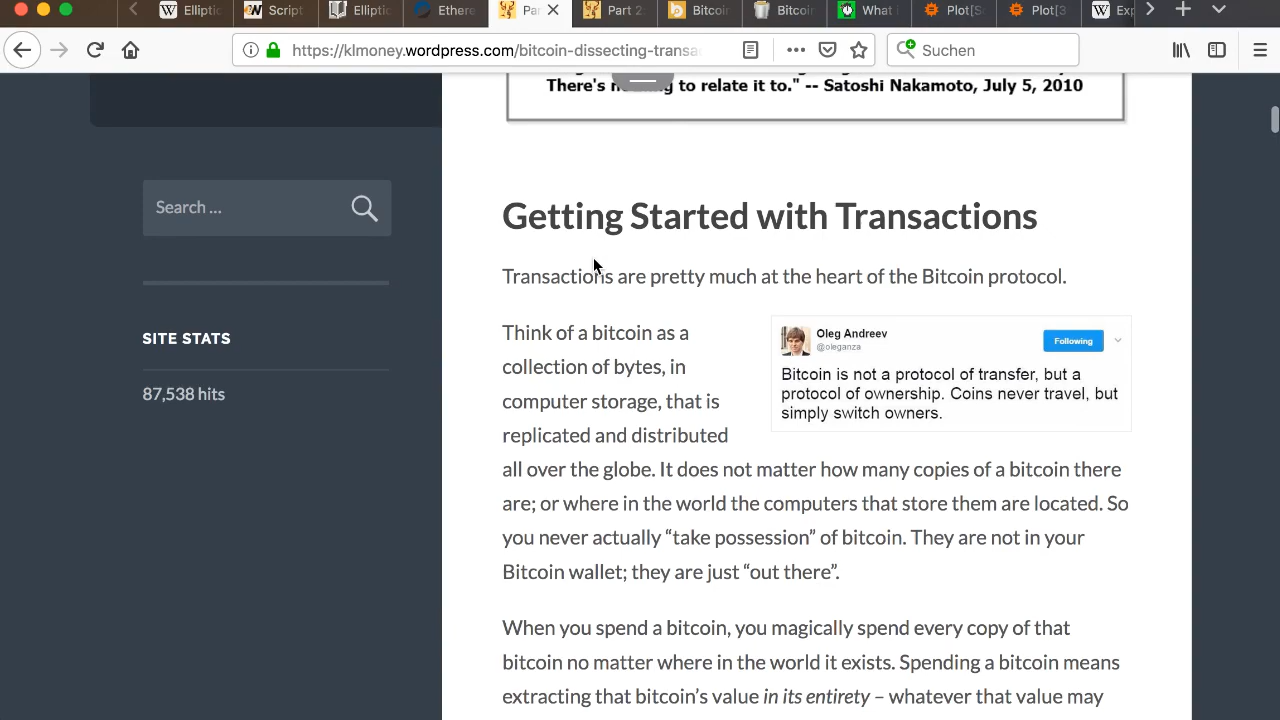 Elliptic
Script
Elliptic
Ethere
Par
Part 2:
Bitcoin
Bitcoin
What i
Plot[S
Plot[3
Exp
https://klmoney.wordpress.com/bitcoin-dissecting-transa
Suchen
There's to relate it to." -- Satoshi Nakamoto, July 5, 2010
Search ...
SITE STATS
87,538 hits
Getting Started with Transactions
Transactions are pretty much at the heart of the Bitcoin protocol.
Think of a bitcoin as a
collection of bytes, in
computer storage, that is
replicated and distributed
Oleg Andreev
@oleganza
Following
Bitcoin is not a protocol of transfer, but a
protocol of ownership. Coins never travel, but
simply switch owners.
all over the globe. It does not matter how many copies of a bitcoin there
are; or where in the world the computers that store them are located. So
you never actually “take possession” of bitcoin. They are not in your
Bitcoin wallet; they are just “out there”.
When you spend a bitcoin, you magically spend every copy of that
bitcoin no matter where in the world it exists. Spending a bitcoin means
extracting that bitcoin’s value in its entirety – whatever that value may